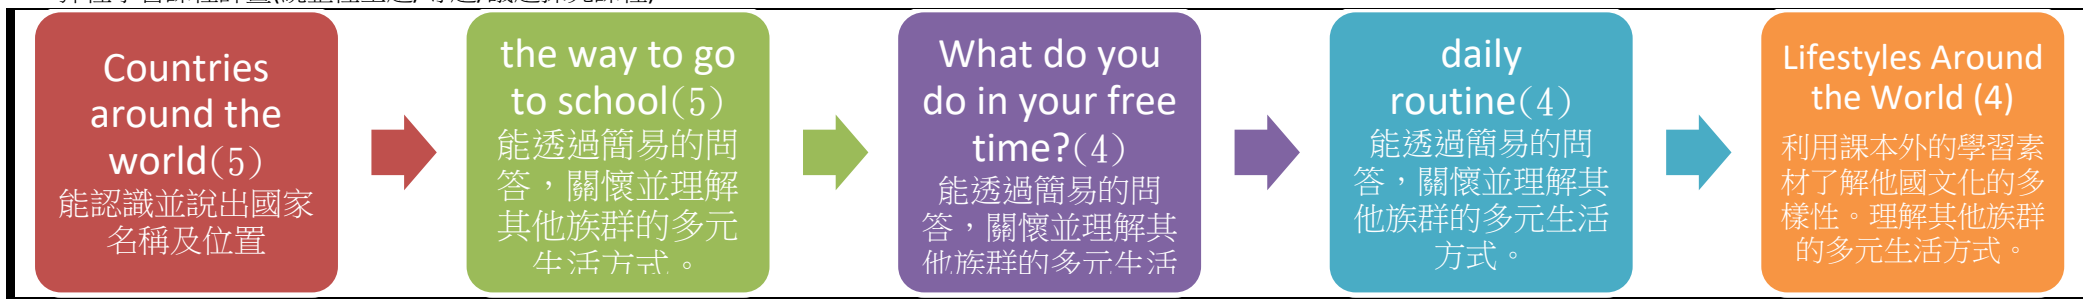 Countries
around the
world(5)
能認識並說出國家
名稱及位置
the way to go
to school(5)
能透過簡易的問
答，關懷並理解
其他族群的多元
生活方式。
What do you
do in your free
time?(4)
能透過簡易的問
答，關懷並理解其
他族群的多元生活
daily
routine(4)
能透過簡易的問
答，關懷並理解其
他族群的多元生活
方式。
Lifestyles Around
the World (4)
利用課本外的學習素
材了解他國文化的多
樣性。理解其他族群
的多元生活方式。